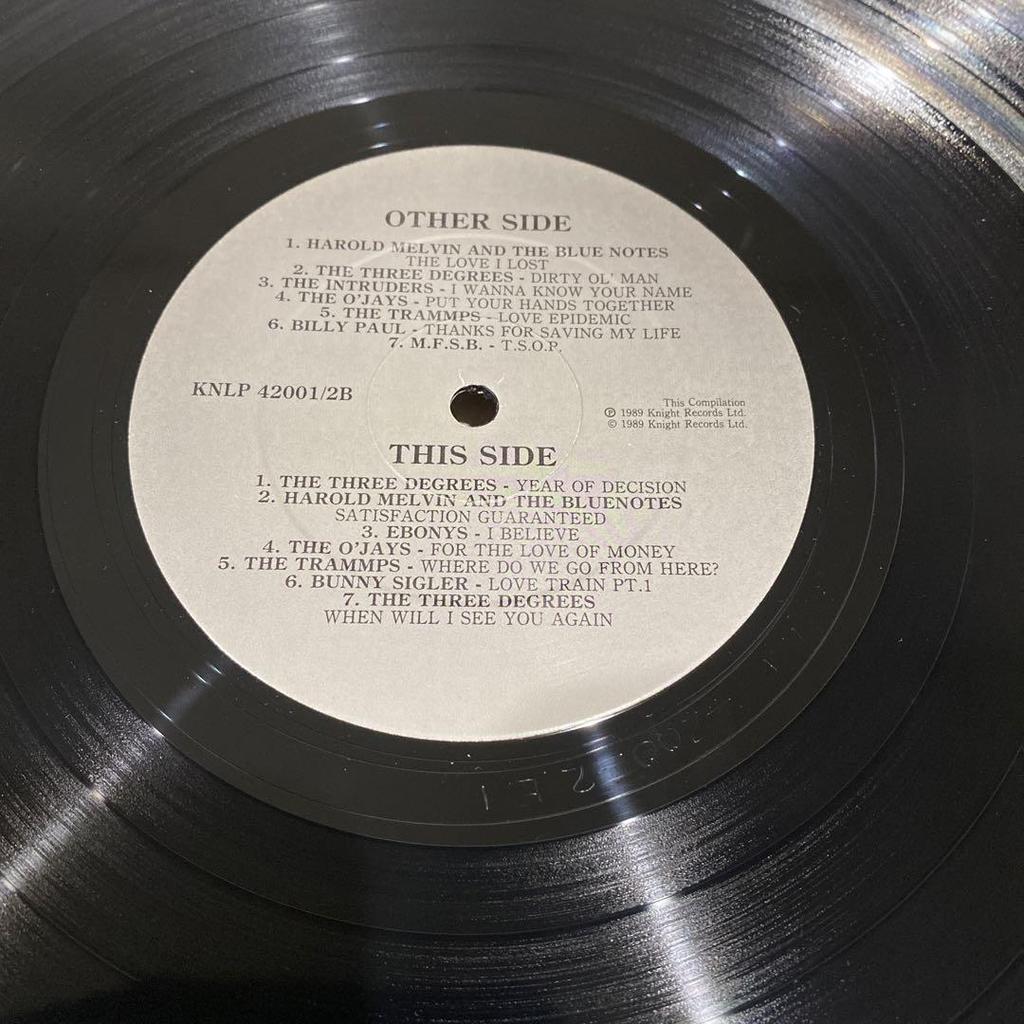 OTHER SIDE
1. HAROLD MELVIN AND THE BLUE NOTES
THE LOVE I LOST
2. THE THREE DEGREES - DIRTY OL' MAN
3. THE INTRUDERS - I WANNA KNOW YOUR NAME
4. THE O'JAYS - PUT YOUR HANDS TOGETHER
5. THE TRAMMPS - LOVE EPIDEMIC
6. BILLY PAUL - THANKS FOR SAVING MY LIFE
7. M.F.S.B. - T.S.O.P.
KNLP 42001/2B
This Compilation
℗ 1989 Knight Records Ltd.
© 1989 Knight Records Ltd.
THIS SIDE
1. THE THREE DEGREES - YEAR OF DECISION
2. HAROLD MELVIN AND THE BLUENOTES
SATISFACTION GUARANTEED
3. EBONYS - I BELIEVE
4. THE O'JAYS - FOR THE LOVE OF MONEY
5. THE TRAMMPS - WHERE DO WE GO FROM HERE?
6. BUNNY SIGLER - LOVE TRAIN PT.1
7. THE THREE DEGREES
WHEN WILL I SEE YOU AGAIN